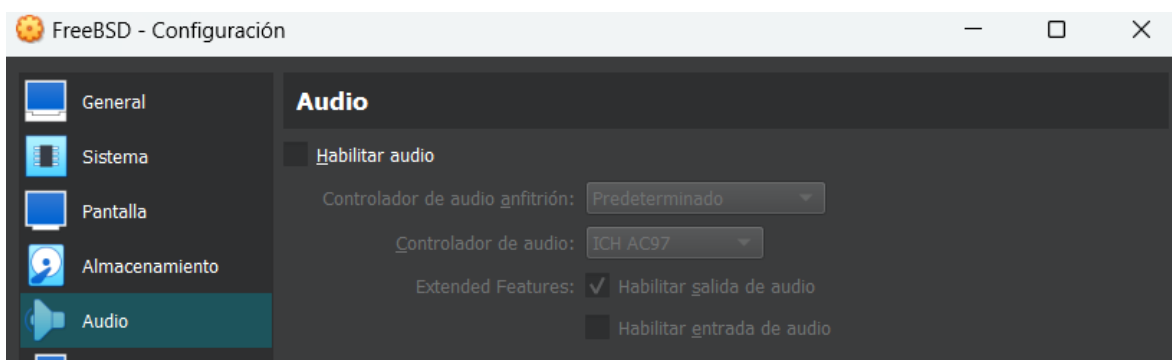 FreeBSD - Configuración
General
Sistema
Pantalla
Almacenamiento
Audio
Audio
Habilitar audio
Controlador de audio anfitrión: Predeterminado
Controlador de audio: ICH AC97
Extended Features: Habilitar salida de audio
Habilitar entrada de audio